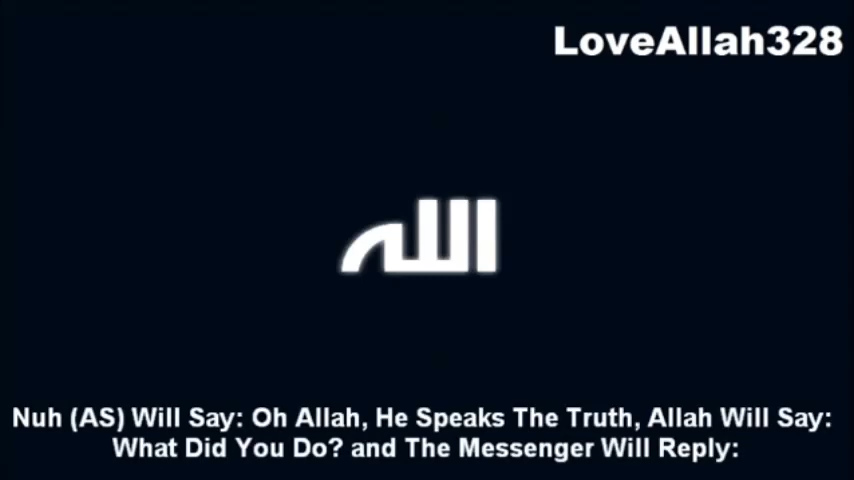 LoveAllah328
الله
Nuh (AS) Will Say: Oh Allah, He Speaks The Truth, Allah Will Say:
What Did You Do? and The Messenger Will Reply: